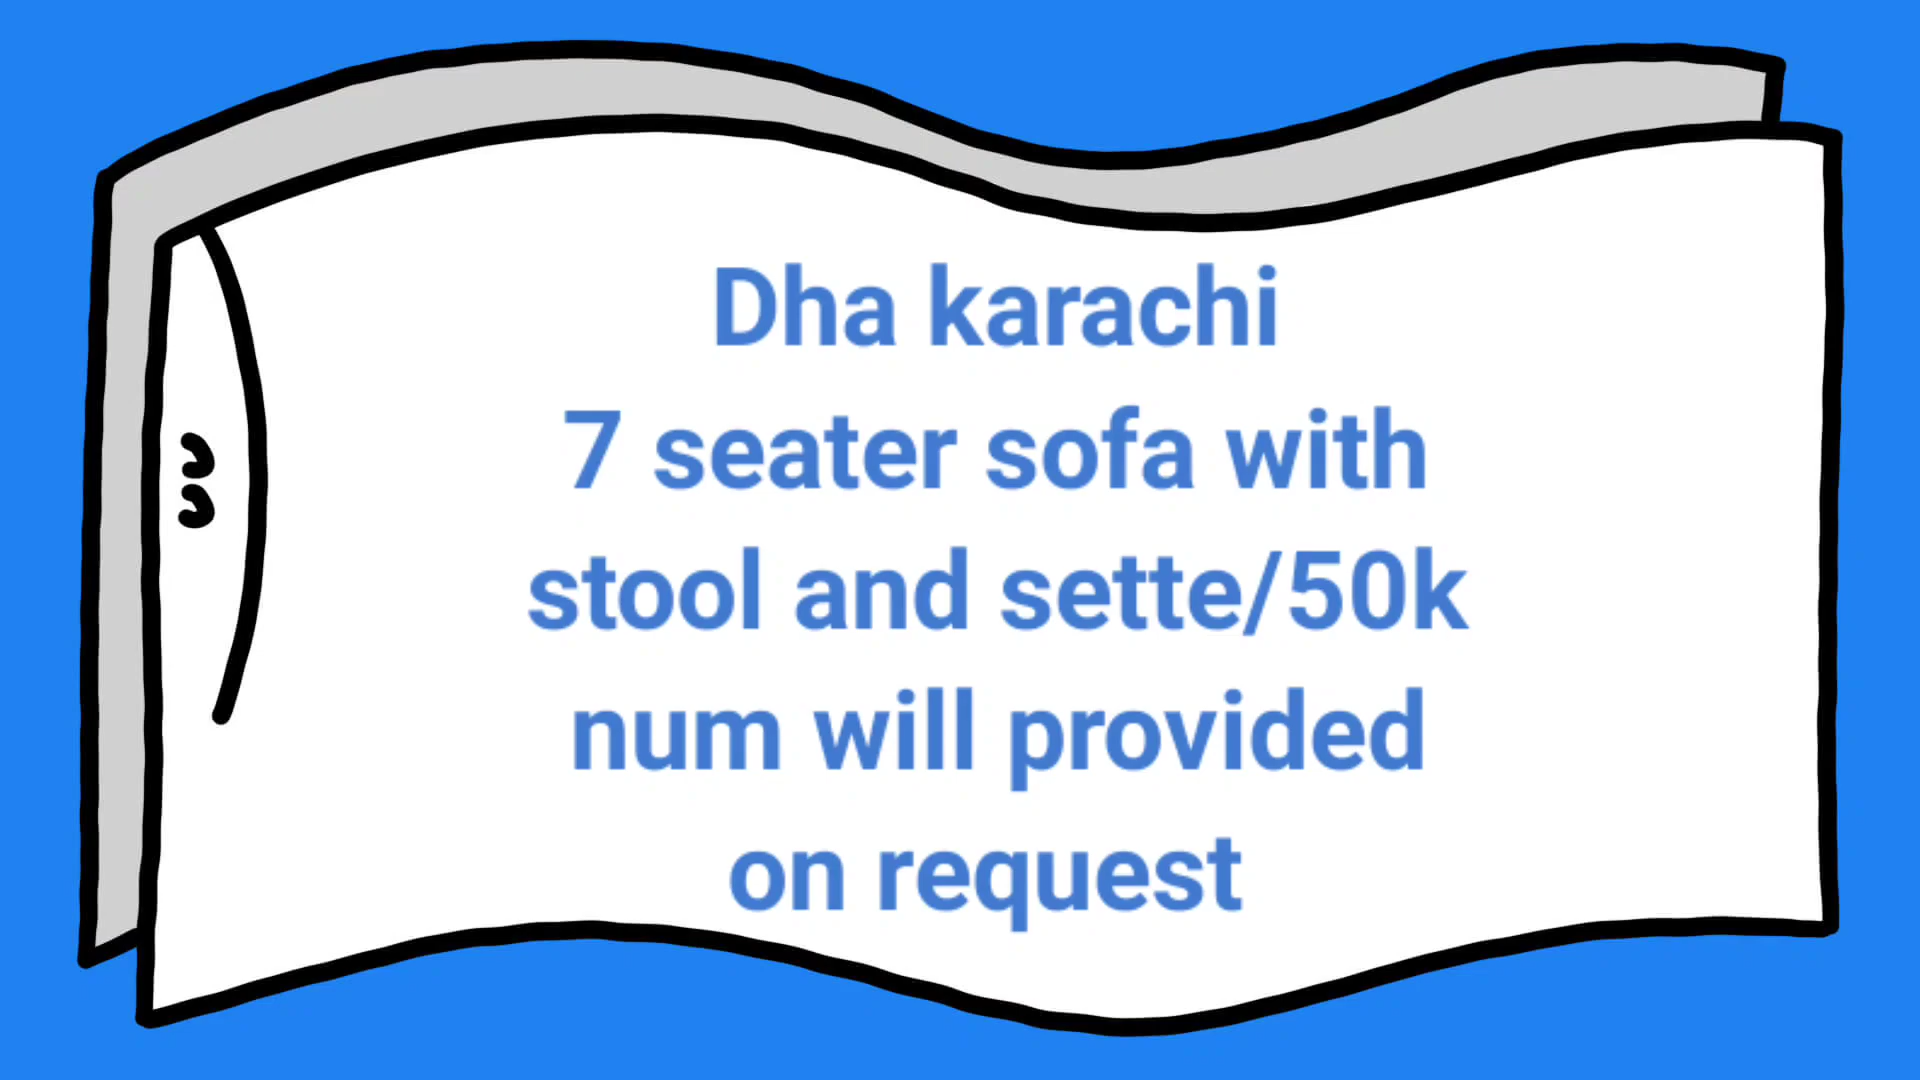 Dha karachi
7 seater sofa with
stool and sette/50k
num will provided
on request